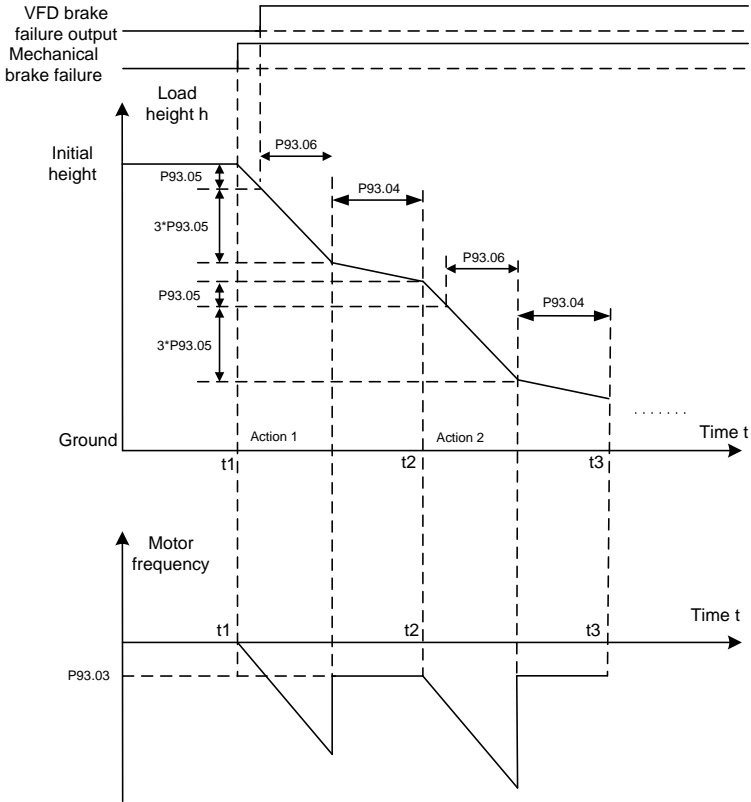 VFD brake
failure output
Mechanical
brake failure
Load
height h
Initial
height
P93.06
P93.05
P93.04
3*P93.05
P93.06
P93.05
P93.04
3*P93.05
.......
Ground
Action 1
Action 2
Time t
t1
t2
t3
Motor
frequency
Time t
t1
t2
t3
P93.03